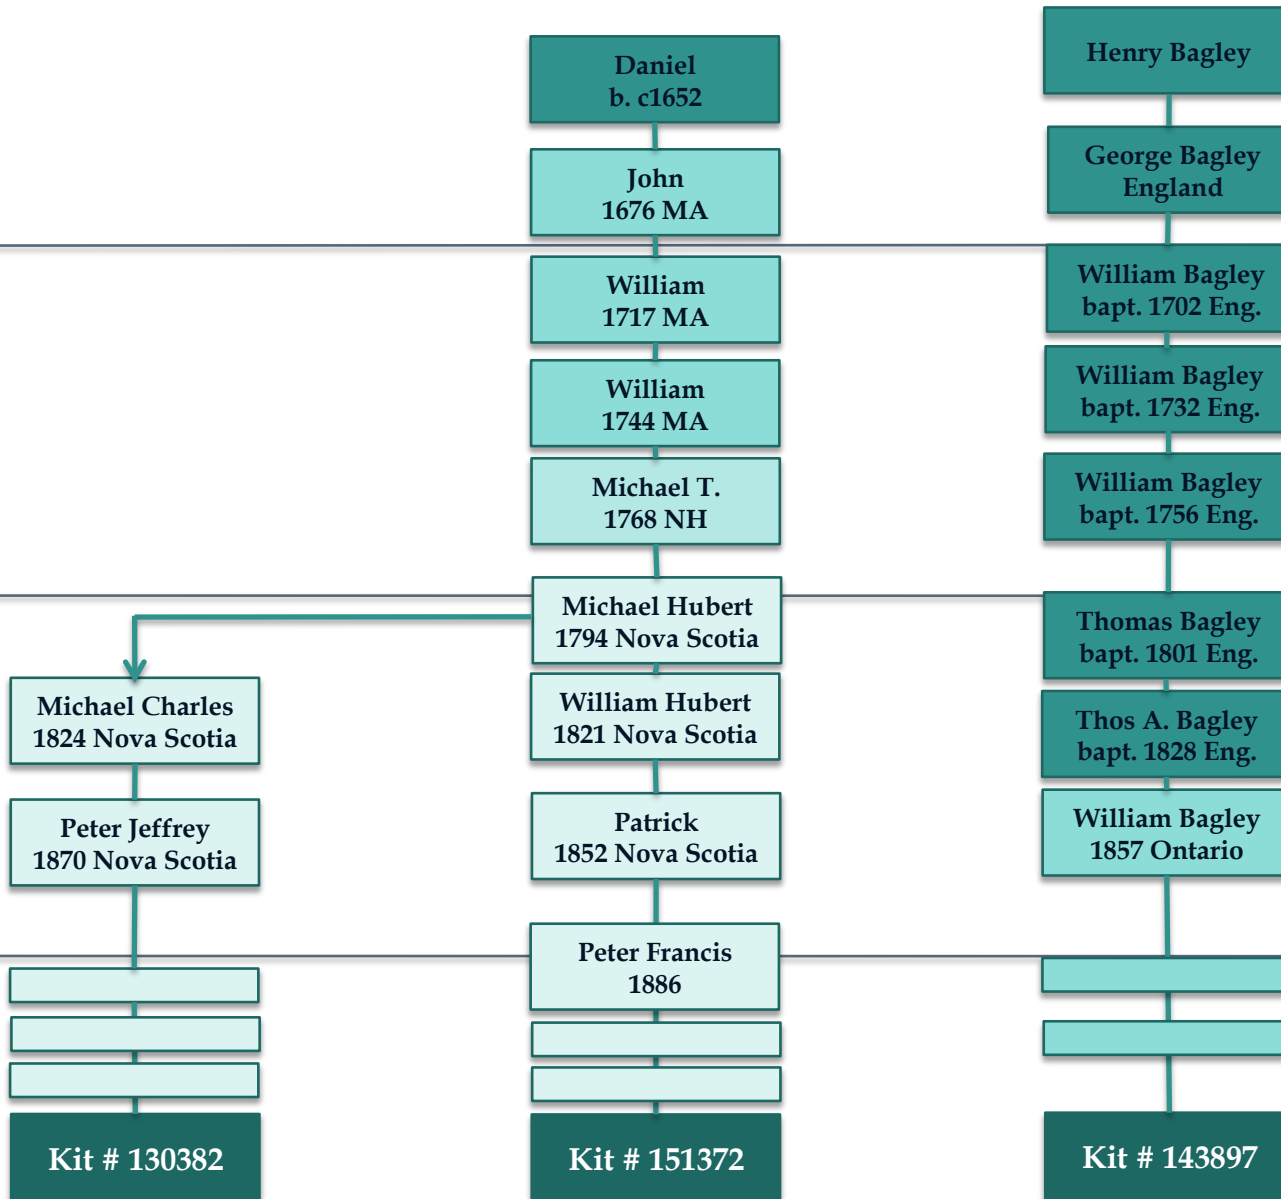 Daniel
b. c1652
John
1676 MA
William
1717 MA
William
1744 MA
Michael T.
1768 NH
Michael Hubert
1794 Nova Scotia
William Hubert
1821 Nova Scotia
Patrick
1852 Nova Scotia
Peter Francis
1886
Kit # 151372
Michael Charles
1824 Nova Scotia
Peter Jeffrey
1870 Nova Scotia
Kit # 130382
Henry Bagley
George Bagley
England
William Bagley
bapt. 1702 Eng.
William Bagley
bapt. 1732 Eng.
William Bagley
bapt. 1756 Eng.
Thomas Bagley
bapt. 1801 Eng.
Thos A. Bagley
bapt. 1828 Eng.
William Bagley
1857 Ontario
Kit # 143897